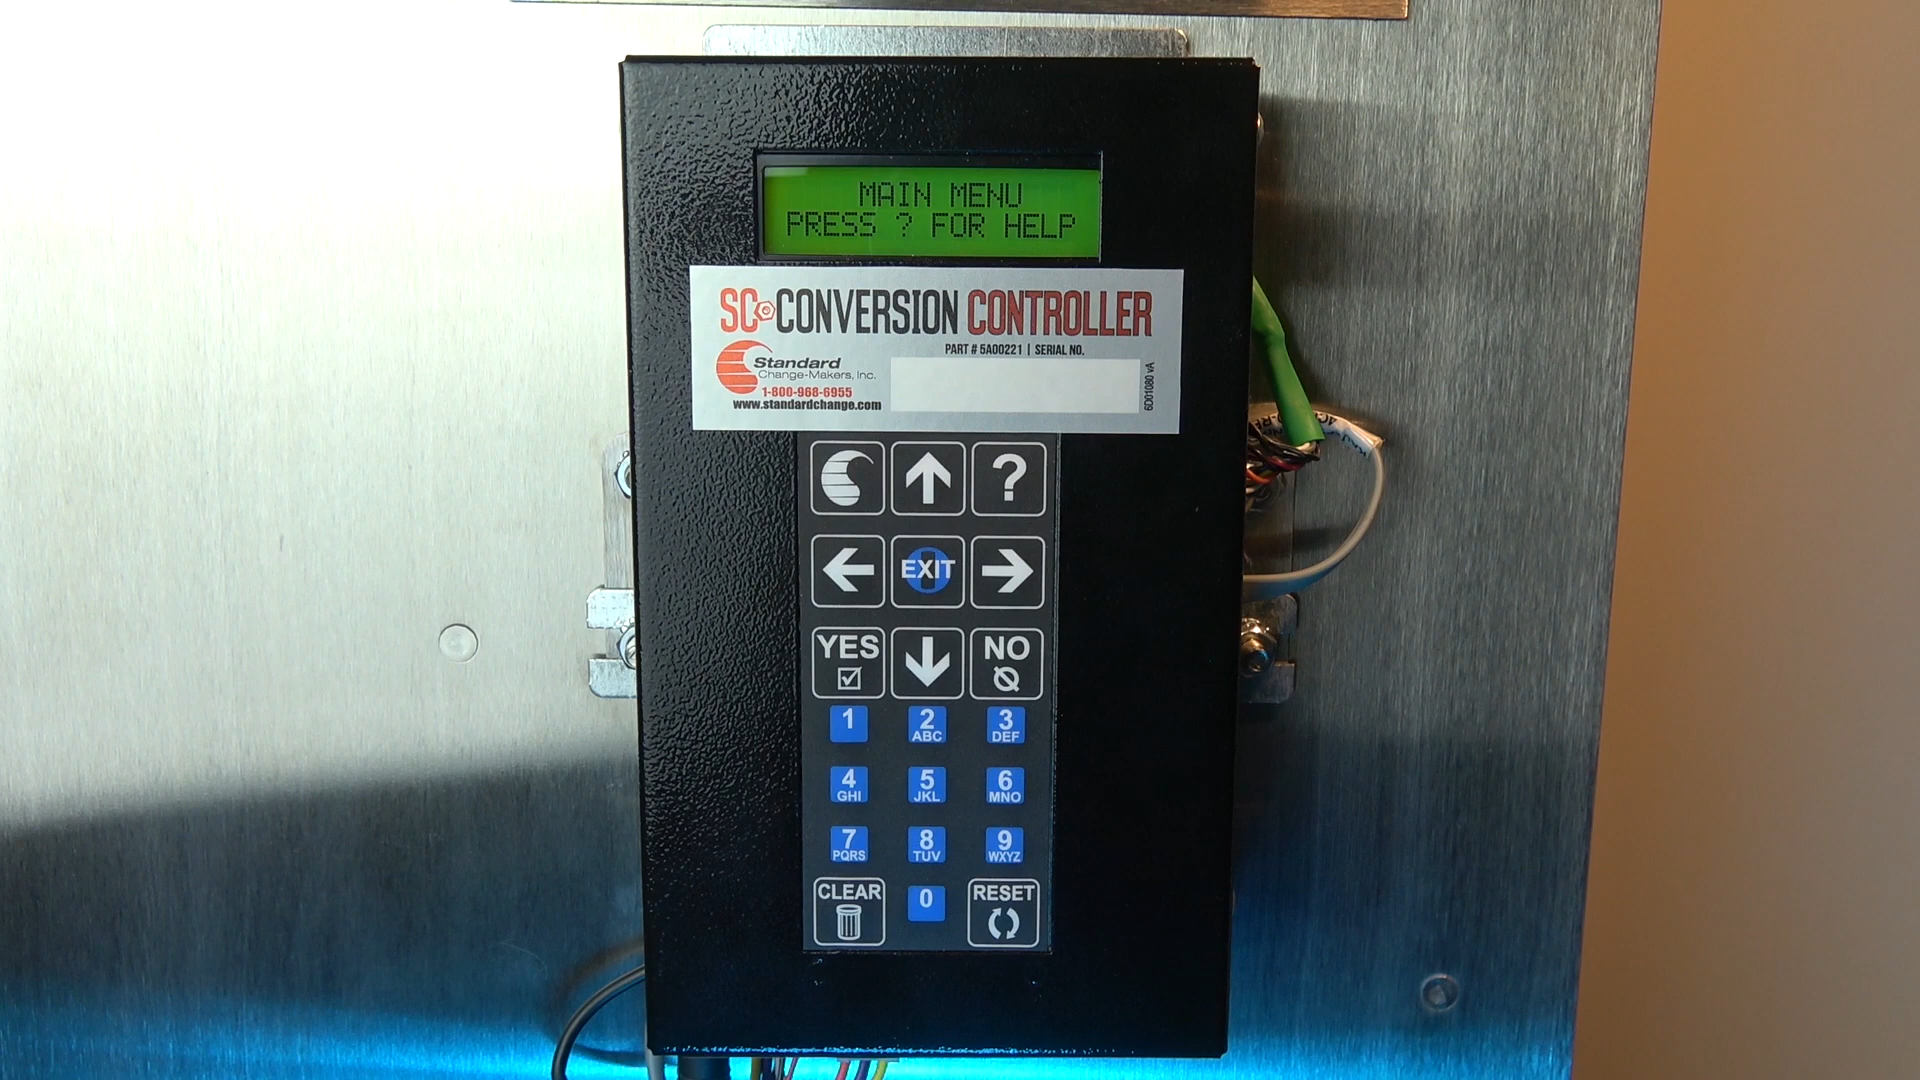 MAIN MENU
PRESS ? FOR HELP
SC CONVERSION CONTROLLER
PART # 5A00221 | SERIAL NO.
Standard
Change-Makers, Inc.
1-800-968-6955
www.standardchange.com
6D01080 vA
?
EXIT
YES
NO
1
2
ABC
3
DEF
4
GHI
5
JKL
6
MNO
7
PQRS
8
TUV
9
WXYZ
CLEAR
0
RESET